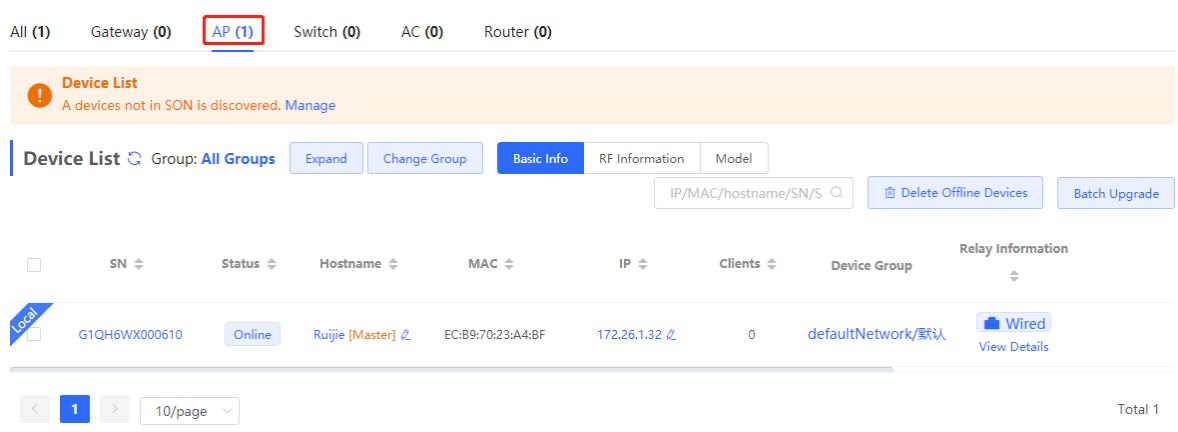 All (1) Gateway (0) AP (1) Switch (0) AC (0) Router (0)
Device List
A devices not in SON is discovered. Manage
Device List Group: All Groups Expand Change Group Basic Info RF Information Model
IP/MAC/hostname/SN/S Delete Offline Devices Batch Upgrade
SN Status Hostname MAC IP Clients Device Group Relay Information
Local G1QH6WX000610 Online Ruijie [Master] EC:B9:70:23:A4:BF 172.26.1.32 0 defaultNetwork/默认 Wired
View Details
1 10/page Total 1